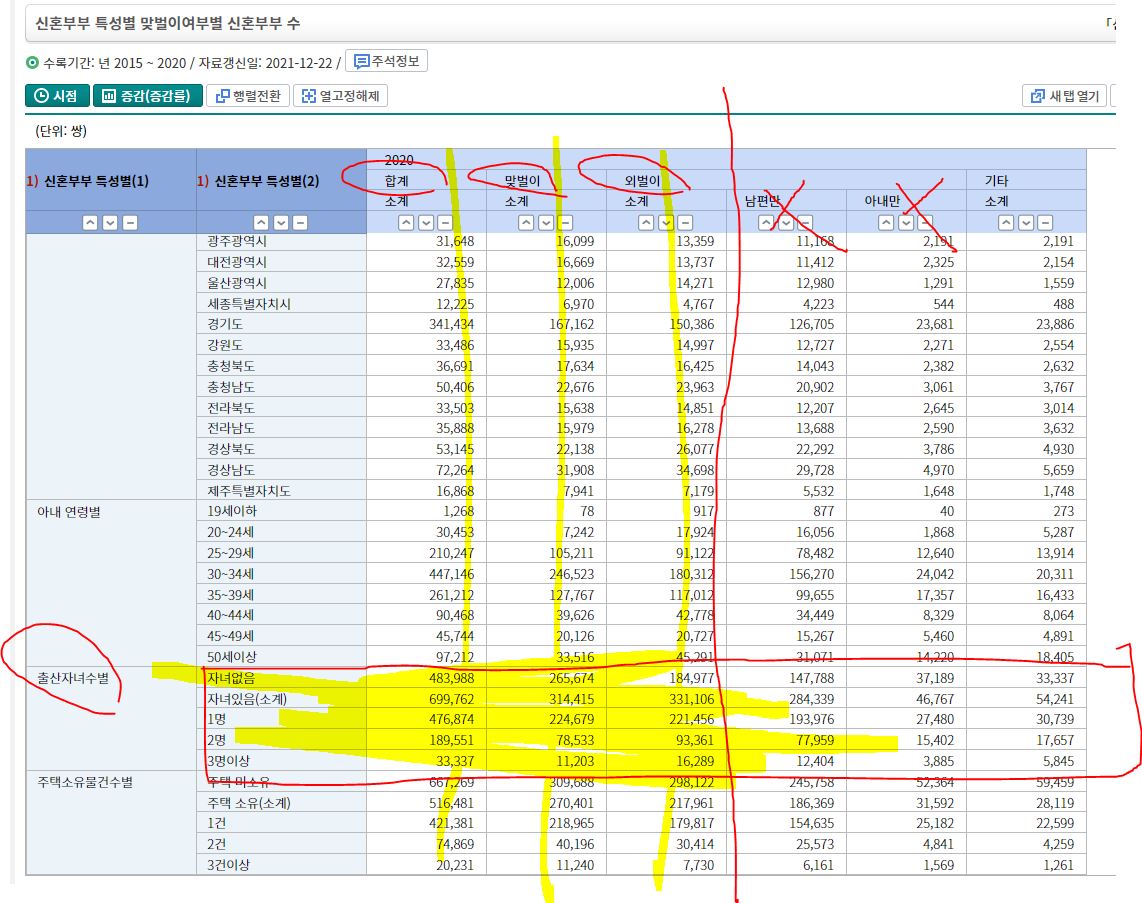 신혼부부 특성별 맞벌이여부별 신혼부부 수
수록기간: 년 2015 ~ 2020 / 자료갱신일: 2021-12-22 / 주석정보
시점 증감(증감률) 행렬전환 열고정해제 새탭 열기
(단위: 쌍)
1) 신혼부부 특성별(1) 1) 신혼부부 특성별(2) 2020
합계 맞벌이 외벌이 기타
소계 소계 소계 남편만 아내만 소계
광주광역시 31,648 16,099 13,359 11,168 2,191 2,191
대전광역시 32,559 16,669 13,737 11,412 2,325 2,154
울산광역시 27,835 12,006 14,271 12,980 1,291 1,559
세종특별자치시 12,225 6,970 4,767 4,223 544 488
경기도 341,434 167,162 150,386 126,705 23,681 23,886
강원도 33,486 15,935 14,997 12,727 2,271 2,554
충청북도 36,691 17,634 16,425 14,043 2,382 2,632
충청남도 50,406 22,676 23,963 20,902 3,061 3,767
전라북도 33,503 15,638 14,851 12,207 2,645 3,014
전라남도 35,888 15,979 16,278 13,688 2,590 3,632
경상북도 53,145 22,138 26,077 22,292 3,786 4,930
경상남도 72,264 31,908 34,698 29,728 4,970 5,659
제주특별자치도 16,868 7,941 7,179 5,532 1,648 1,748
아내 연령별 19세이하 1,268 78 917 877 40 273
20~24세 30,453 7,242 17,924 16,056 1,868 5,287
25~29세 210,247 105,211 91,122 78,482 12,640 13,914
30~34세 447,146 246,523 180,312 156,270 24,042 20,311
35~39세 261,212 127,767 117,012 99,655 17,357 16,433
40~44세 90,468 39,626 42,778 34,449 8,329 8,064
45~49세 45,744 20,126 20,727 15,267 5,460 4,891
50세이상 97,212 33,516 45,291 31,071 14,220 18,405
출산자녀수별 자녀없음 483,988 265,674 184,977 147,788 37,189 33,337
자녀있음(소계) 699,762 314,415 331,106 284,339 46,767 54,241
1명 476,874 224,679 221,456 193,976 27,480 30,739
2명 189,551 78,533 93,361 77,959 15,402 17,657
3명이상 33,337 11,203 16,289 12,404 3,885 5,845
주택소유물건수별 주택 미소유 667,269 309,688 298,122 245,758 52,364 59,459
주택 소유(소계) 516,481 270,401 217,961 186,369 31,592 28,119
1건 421,381 218,965 179,817 154,635 25,182 22,599
2건 74,869 40,196 30,414 25,573 4,841 4,259
3건이상 20,231 11,240 7,730 6,161 1,569 1,261